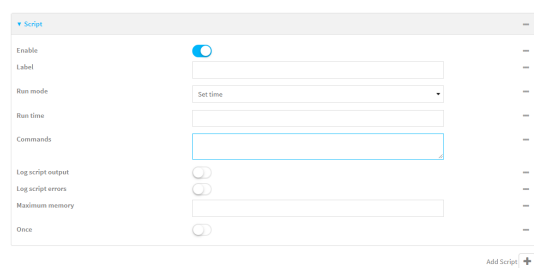 Script
Enable
Label
Run mode
Set time
Run time
Commands
Log script output
Log script errors
Maximum memory
Once
Add Script